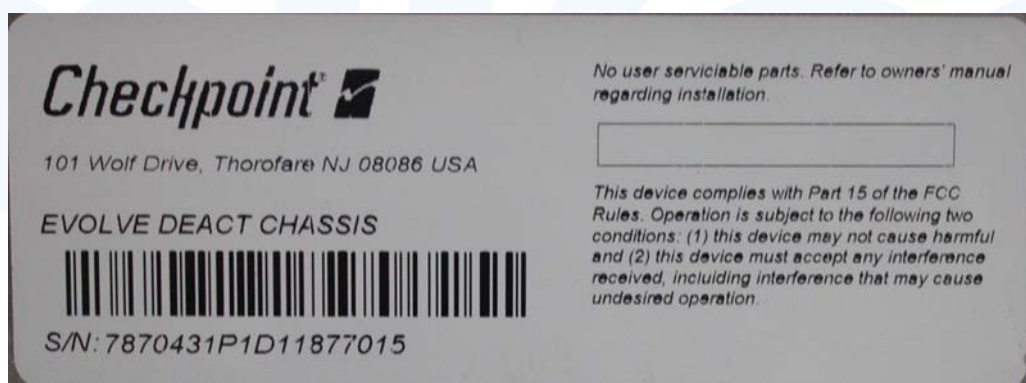 Checkpoint
101 Wolf Drive, Thorofare NJ 08086 USA
EVOLVE DEACT CHASSIS
S/N: 7870431P1D11877015
No user serviciable parts. Refer to owners' manual
regarding installation.
This device complies with Part 15 of the FCC
Rules. Operation is subject to the following two
conditions: (1) this device may not cause harmful
and (2) this device must accept any interference
received, incluiding interference that may cause
undesired operation.